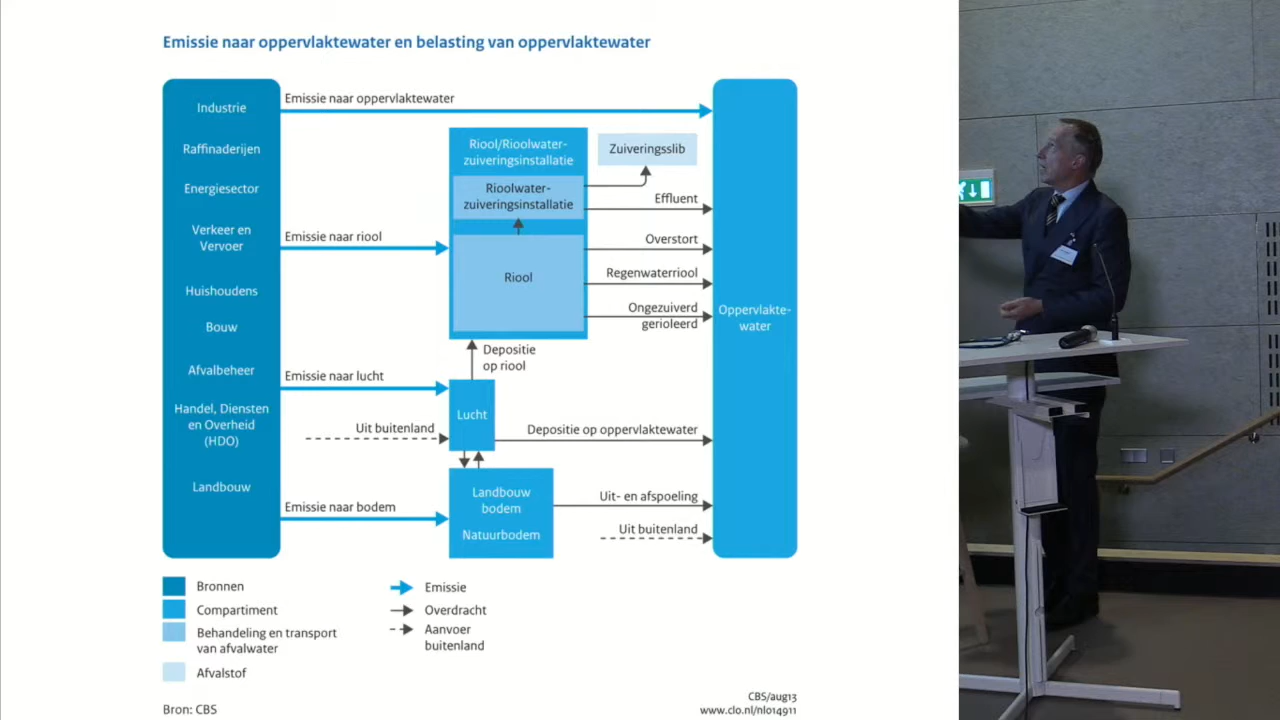 Emissie naar oppervlaktewater en belasting van oppervlaktewater
Industrie
Raffinaderijen
Energiesector
Verkeer en
Vervoer
Huishoudens
Bouw
Afvalbeheer
Handel, Diensten
en Overheid
(HDO)
Landbouw
Emissie naar oppervlaktewater
Emissie naar riool
Emissie naar lucht
Uit buitenland
Emissie naar bodem
Riool/Rioolwater-
zuiveringsinstallatie
Rioolwater-
zuiveringsinstallatie
Riool
Depositie
op riool
Lucht
Landbouw
bodem
Natuurbodem
Zuiveringsslib
Effluent
Overstort
Regenwaterriool
Ongezuiverd
gerioleerd
Depositie op oppervlaktewater
Uit- en afspoeling
Uit buitenland
Oppervlakte-
water
Bronnen
Compartiment
Behandeling en transport
van afvalwater
Afvalstof
Emissie
Overdracht
Aanvoer
buitenland
Bron: CBS
CBS/aug13
www.clo.nl/nl014911